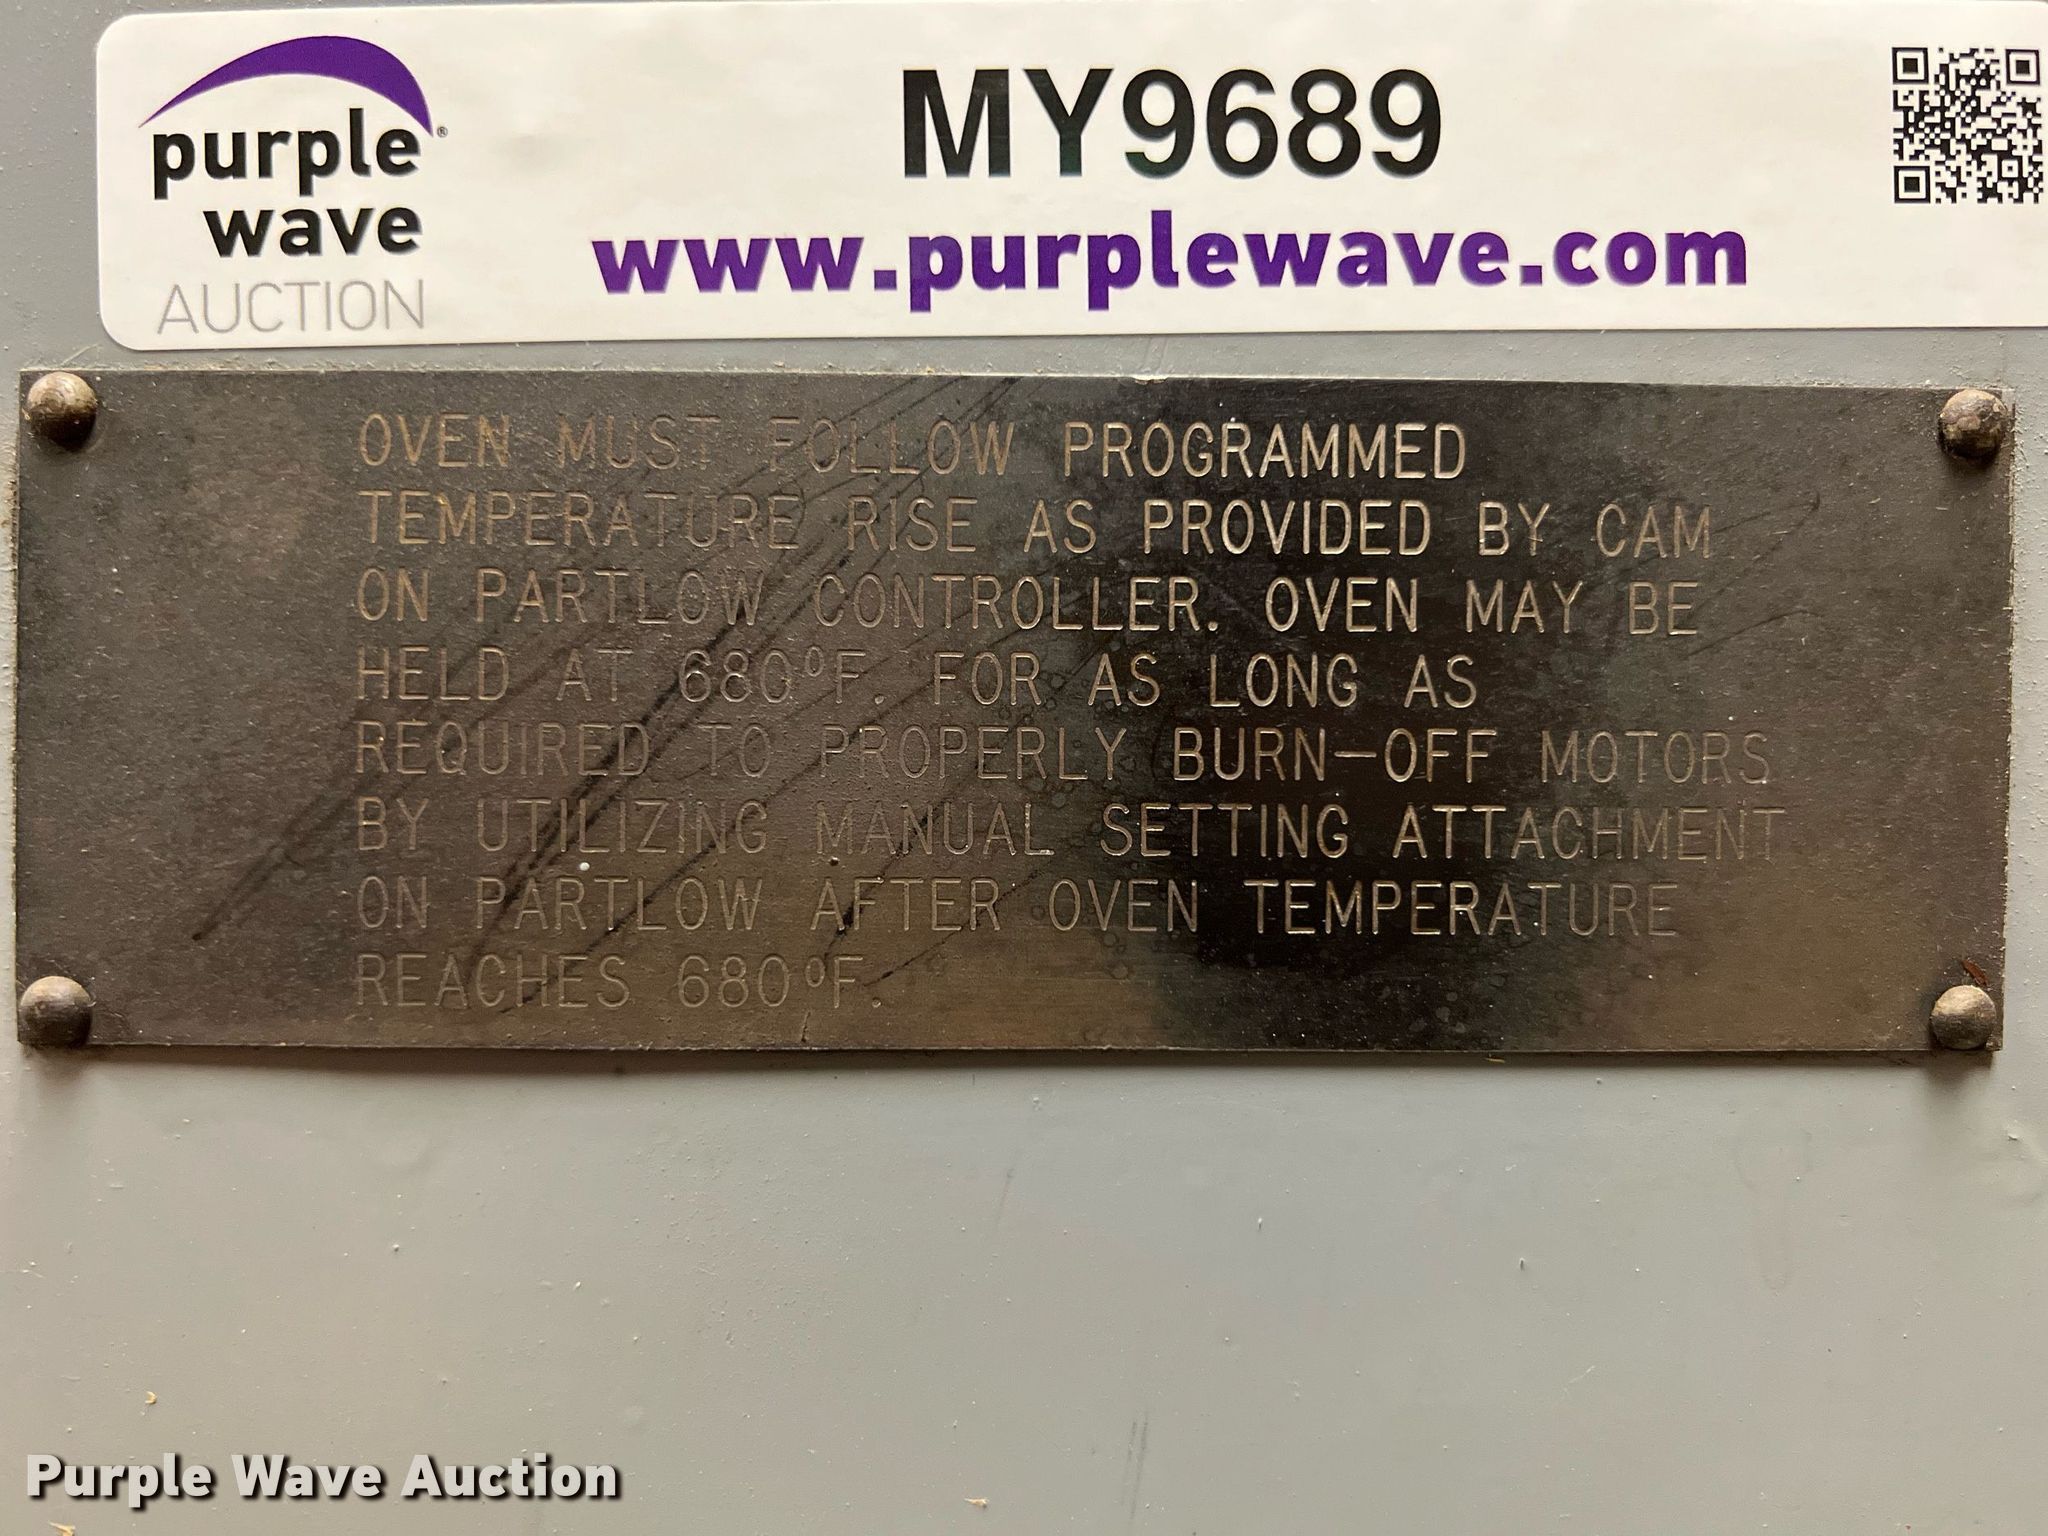 purple
wave
AUCTION
MY9689
www.purplewave.com
OVEN MUST FOLLOW PROGRAMMED
TEMPERATURE RISE AS PROVIDED BY CAM
ON PARTLOW CONTROLLER. OVEN MAY BE
HELD AT 680°F. FOR AS LONG AS
REQUIRED TO PROPERLY BURN-OFF MOTORS
BY UTILIZING MANUAL SETTING ATTACHMENT
ON PARTLOW AFTER OVEN TEMPERATURE
REACHES 680°F.
Purple Wave Auction